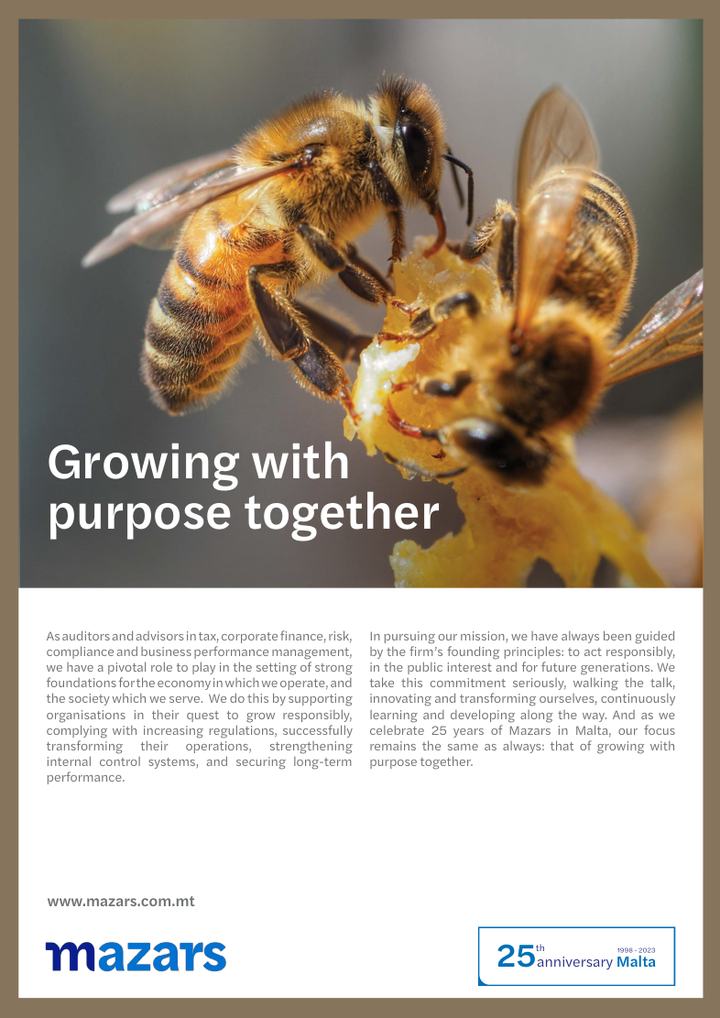 Growing with
purpose together
As auditors and advisors in tax, corporate finance, risk,
compliance and business performance management,
we have a pivotal role to play in the setting of strong
foundations for the economy in which we operate, and
the society which we serve. We do this by supporting
organisations in their quest to grow responsibly,
complying with increasing regulations, successfully
transforming their operations, strengthening
internal control systems, and securing long-term
performance.
In pursuing our mission, we have always been guided
by the firm’s founding principles: to act responsibly,
in the public interest and for future generations. We
take this commitment seriously, walking the talk,
innovating and transforming ourselves, continuously
learning and developing along the way. And as we
celebrate 25 years of Mazars in Malta, our focus
remains the same as always: that of growing with
purpose together.
www.mazars.com.mt
mazars
25th anniversary 1998 - 2023 Malta